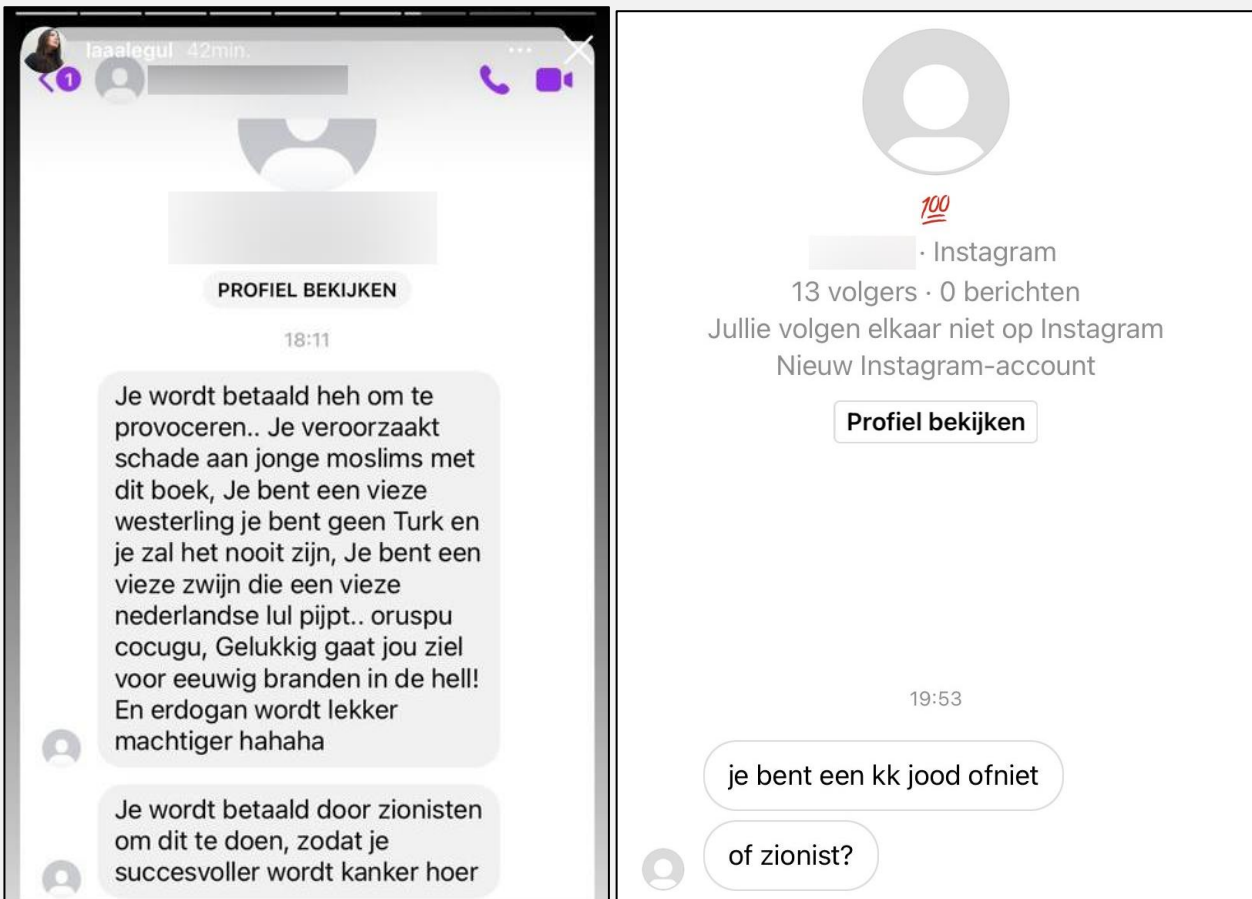 laaalegul 42min.
1
PROFIEL BEKIJKEN
18:11
Je wordt betaald heh om te
provoceren.. Je veroorzaakt
schade aan jonge moslims met
dit boek, Je bent een vieze
westerling je bent geen Turk en
je zal het nooit zijn, Je bent een
vieze zwijn die een vieze
nederlandse lul pijpt.. oruspu
cocugu, Gelukkig gaat jou ziel
voor eeuwig branden in de hell!
En erdogan wordt lekker
machtiger hahaha
Je wordt betaald door zionisten
om dit te doen, zodat je
succesvoller wordt kanker hoer
💯
· Instagram
13 volgers · 0 berichten
Jullie volgen elkaar niet op Instagram
Nieuw Instagram-account
Profiel bekijken
19:53
je bent een kk jood ofniet
of zionist?